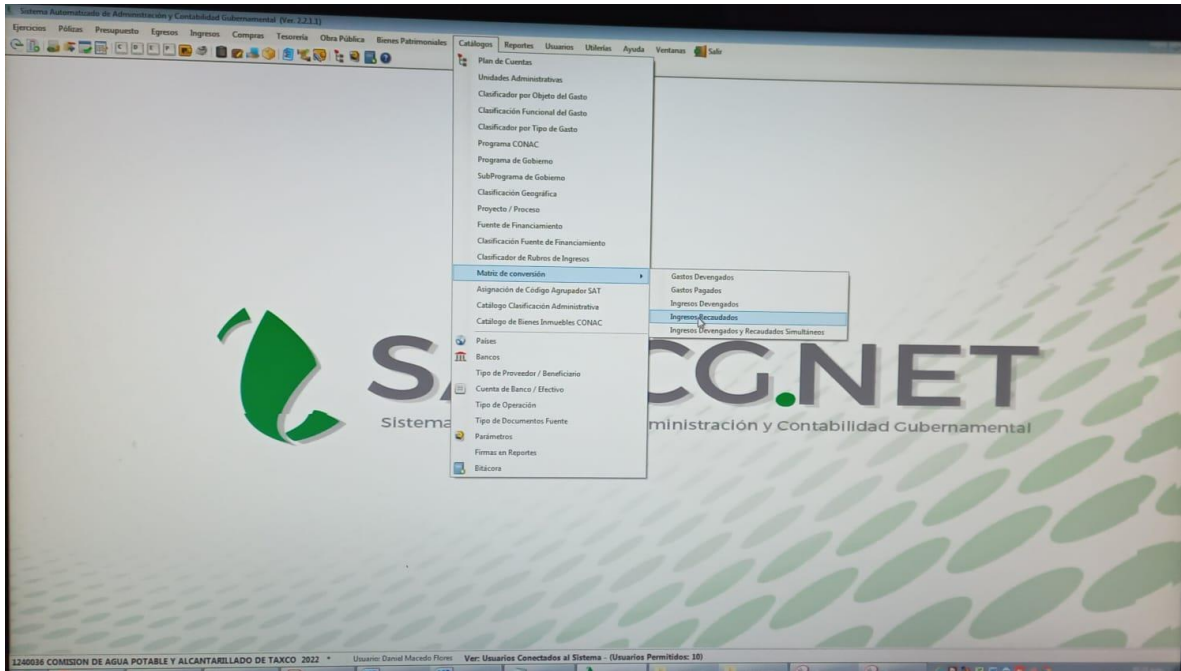 Sistema Automatizado de Administración y Contabilidad Gubernamental (Ver. 2.2.1.1)
Ejercicios Pólizas Presupuesto Egresos Ingresos Compras Tesorería Obra Pública Bienes Patrimoniales Catálogos Reportes Usuarios Utilerías Ayuda Ventanas Salir
Plan de Cuentas
Unidades Administrativas
Clasificador por Objeto del Gasto
Clasificación Funcional del Gasto
Clasificador por Tipo de Gasto
Programa CONAC
Programa de Gobierno
SubPrograma de Gobierno
Clasificación Geográfica
Proyecto / Proceso
Fuente de Financiamiento
Clasificación Fuente de Financiamiento
Clasificador de Rubros de Ingresos
Matriz de conversión
Asignación de Código Agrupador SAT
Catálogo Clasificación Administrativa
Catálogo de Bienes Inmuebles CONAC
Países
Bancos
Tipo de Proveedor / Beneficiario
Cuenta de Banco / Efectivo
Tipo de Operación
Tipo de Documentos Fuente
Parámetros
Firmas en Reportes
Bitácora
Gastos Devengados
Gastos Pagados
Ingresos Devengados
Ingresos Recaudados
Ingresos Devengados y Recaudados Simultáneos
S CG.NET
Sistema ministración y Contabilidad Gubernamental
1240036 COMISION DE AGUA POTABLE Y ALCANTARILLADO DE TAXCO 2022 * Usuario: Daniel Macedo Flores Ver: Usuarios Conectados al Sistema - (Usuarios Permitidos: 10)